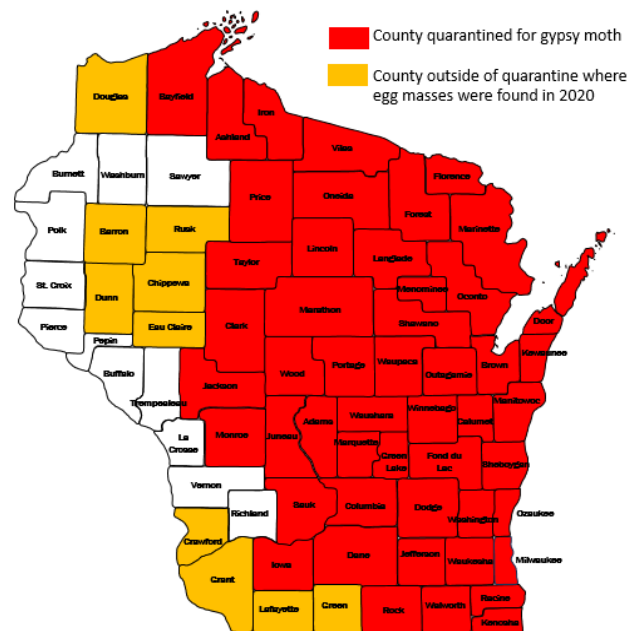 County quarantined for gypsy moth
County outside of quarantine where
egg masses were found in 2020
Douglas
Bayfield
Ashland
Iron
Vilas
Florence
Burnett
Washburn
Sawyer
Price
Oneida
Forest
Marinette
Polk
Barron
Rusk
Lincoln
Langlade
Taylor
St. Croix
Dunn
Chippewa
Menominee
Oconto
Marathon
Shawano
Pierce
Eau Claire
Clark
Door
Pepin
Buffalo
Wood
Portage
Waupaca
Outagamie
Brown
Kewaunee
Trempealeau
Jackson
Adams
Waushara
Winnebago
Calumet
Manitowoc
La
Crosse
Monroe
Juneau
Marquette
Green
Lake
Fond du
Lac
Sheboygan
Vernon
Richland
Sauk
Columbia
Dodge
Washington
Ozaukee
Crawford
Iowa
Dane
Jefferson
Waukesha
Milwaukee
Grant
Lafayette
Green
Rock
Walworth
Racine
Kenosha